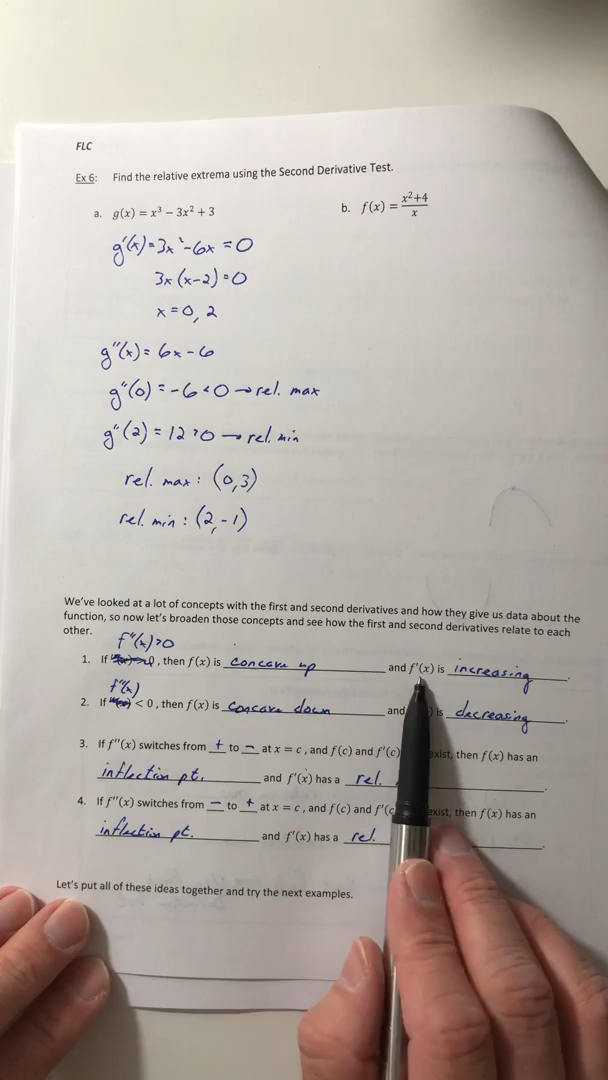 FLC
Ex 6: Find the relative extrema using the Second Derivative Test.
a. g(x) = x³ − 3x² + 3
b. f(x) = (x²+4)/x
g'(x) = 3x² − 6x = 0
3x (x−2) = 0
x = 0, 2
g''(x) = 6x − 6
g''(0) = −6 < 0 → rel. max
g''(2) = 12 > 0 → rel. min
rel. max : (0,3)
rel. min : (2,−1)
We've looked at a lot of concepts with the first and second derivatives and how they give us data about the
function, so now let's broaden those concepts and see how the first and second derivatives relate to each
other.
f''(x)>0
1. If , then f(x) is concave up and f'(x) is increasing.
f''(x)
2. If < 0, then f(x) is concave down and is decreasing.
3. If f''(x) switches from + to − at x = c, and f(c) and f'(c) exist, then f(x) has an
inflection pt. and f'(x) has a rel.
4. If f''(x) switches from − to + at x = c, and f(c) and f'(c exist, then f(x) has an
inflection pt. and f'(x) has a rel.
Let's put all of these ideas together and try the next examples.